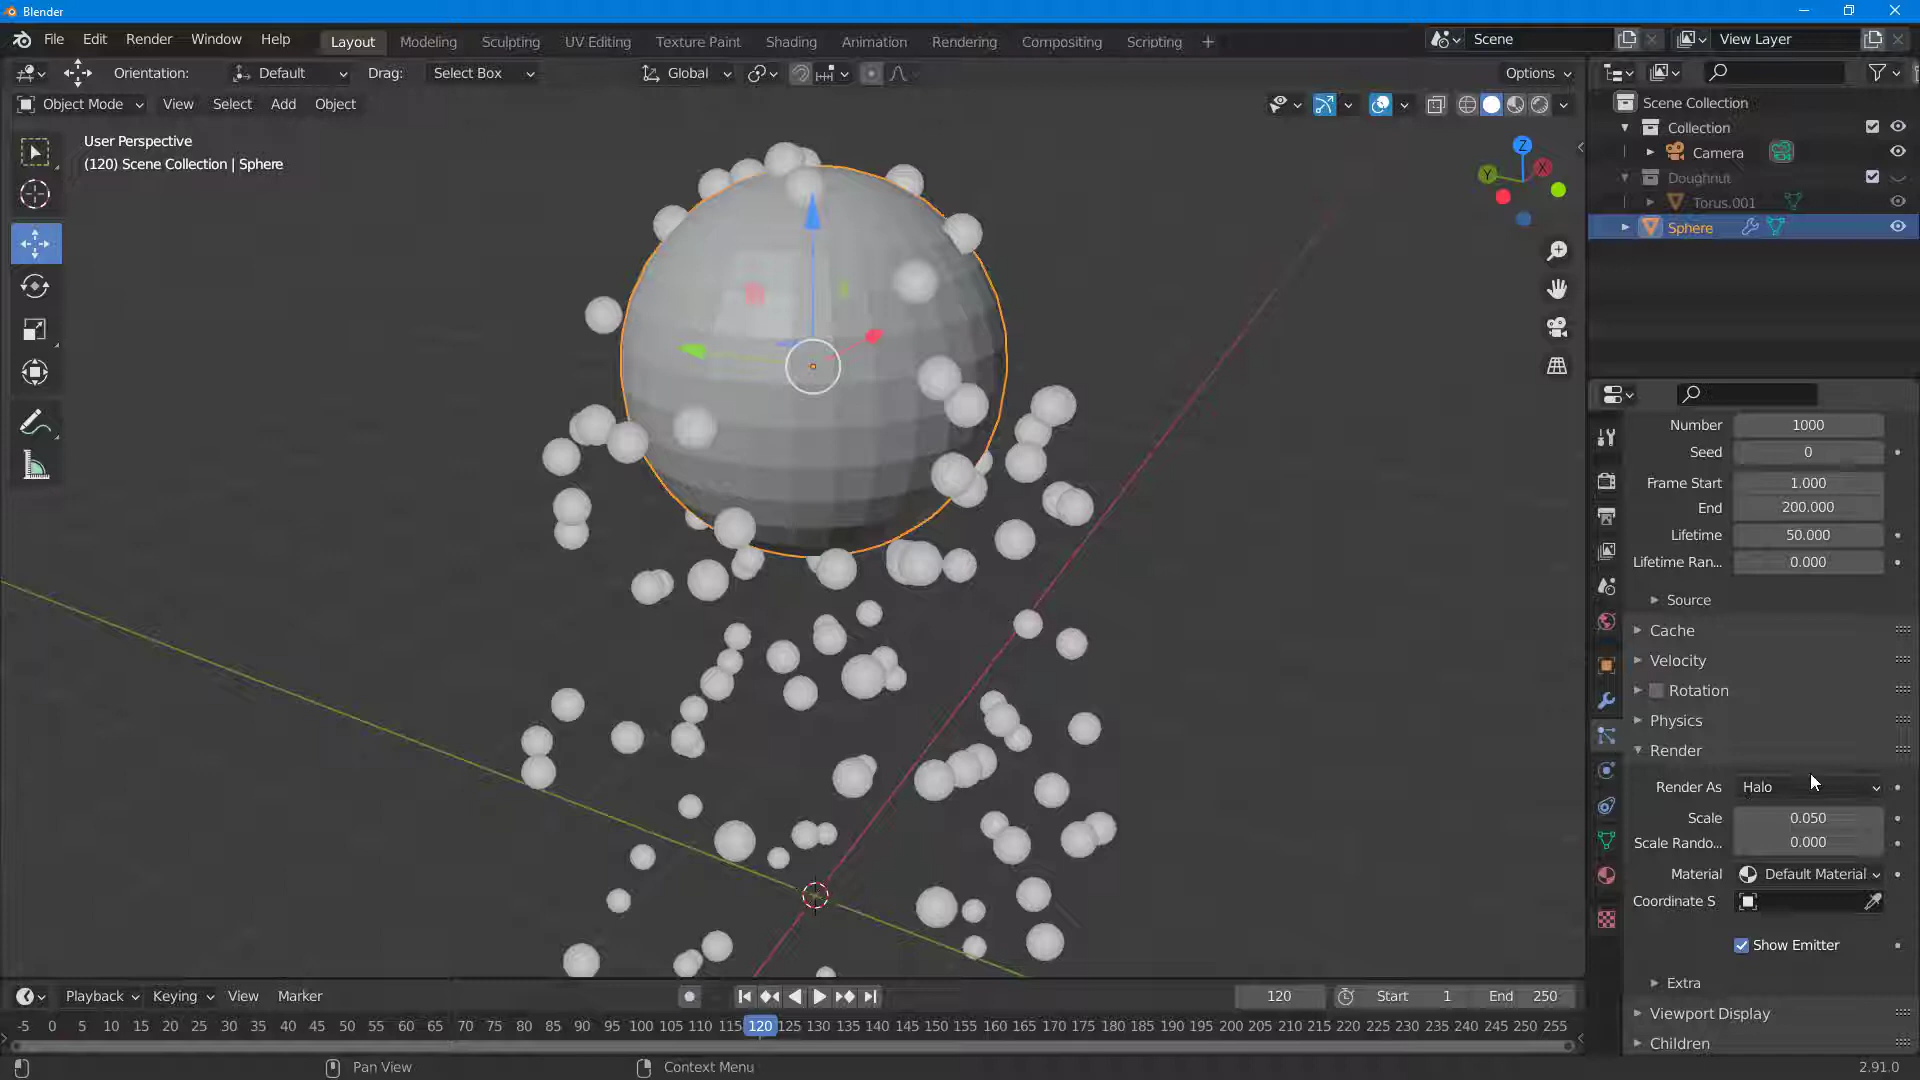 Blender
File Edit Render Window Help Layout Modeling Sculpting UV Editing Texture Paint Shading Animation Rendering Compositing Scripting + Scene View Layer
Orientation: Default Drag: Select Box Global Options
Object Mode View Select Add Object
User Perspective
(120) Scene Collection | Sphere
Z
X
Y
Scene Collection
Collection
Camera
Doughnut
Torus.001
Sphere
Number 1000
Seed 0
Frame Start 1.000
End 200.000
Lifetime 50.000
Lifetime Ran... 0.000
Source
Cache
Velocity
Rotation
Physics
Render
Render As Halo
Scale 0.050
Scale Rando... 0.000
Material Default Material
Coordinate S
Show Emitter
Extra
Viewport Display
Children
Playback Keying View Marker 120 Start 1 End 250
-5 0 5 10 15 20 25 30 35 40 45 50 55 60 65 70 75 80 85 90 95 100 105 110 115 120 125 130 135 140 145 150 155 160 165 170 175 180 185 190 195 200 205 210 215 220 225 230 235 240 245 250 255
Pan View Context Menu 2.91.0